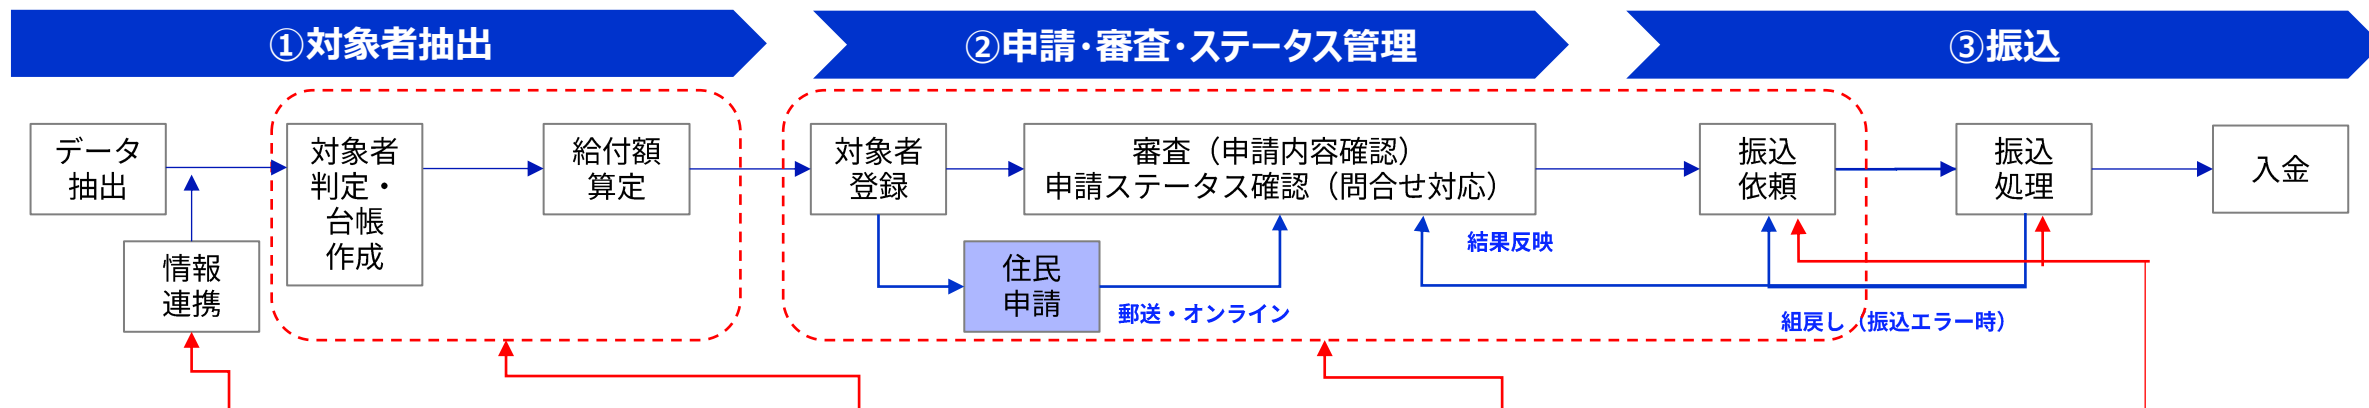 ①対象者抽出
②申請・審査・ステータス管理
③振込
データ
抽出
対象者
判定・
台帳
作成
給付額
算定
対象者
登録
審査（申請内容確認）
申請ステータス確認（問合せ対応）
振込
依頼
振込
処理
入金
情報
連携
住民
申請
結果反映
郵送・オンライン
組戻し（振込エラー時）